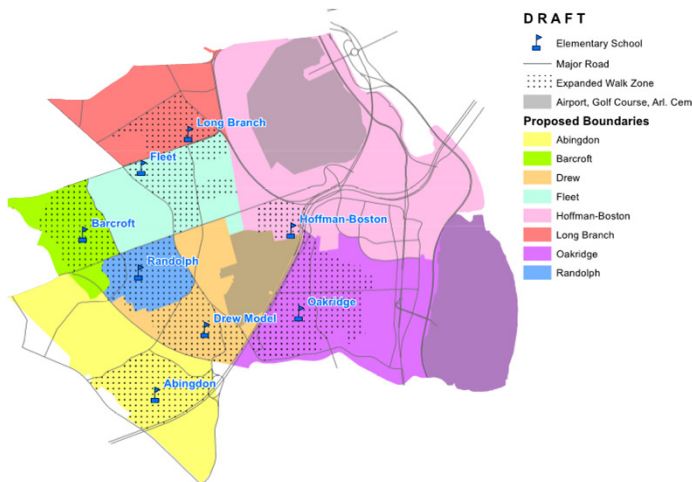 DRAFT
Elementary School
Major Road
Expanded Walk Zone
Airport, Golf Course, Arl. Cem
Proposed Boundaries
Abingdon
Barcroft
Drew
Fleet
Hoffman-Boston
Long Branch
Oakridge
Randolph
Long Branch
Fleet
Barcroft
Hoffman-Boston
Randolph
Oakridge
Drew Model
Abingdon